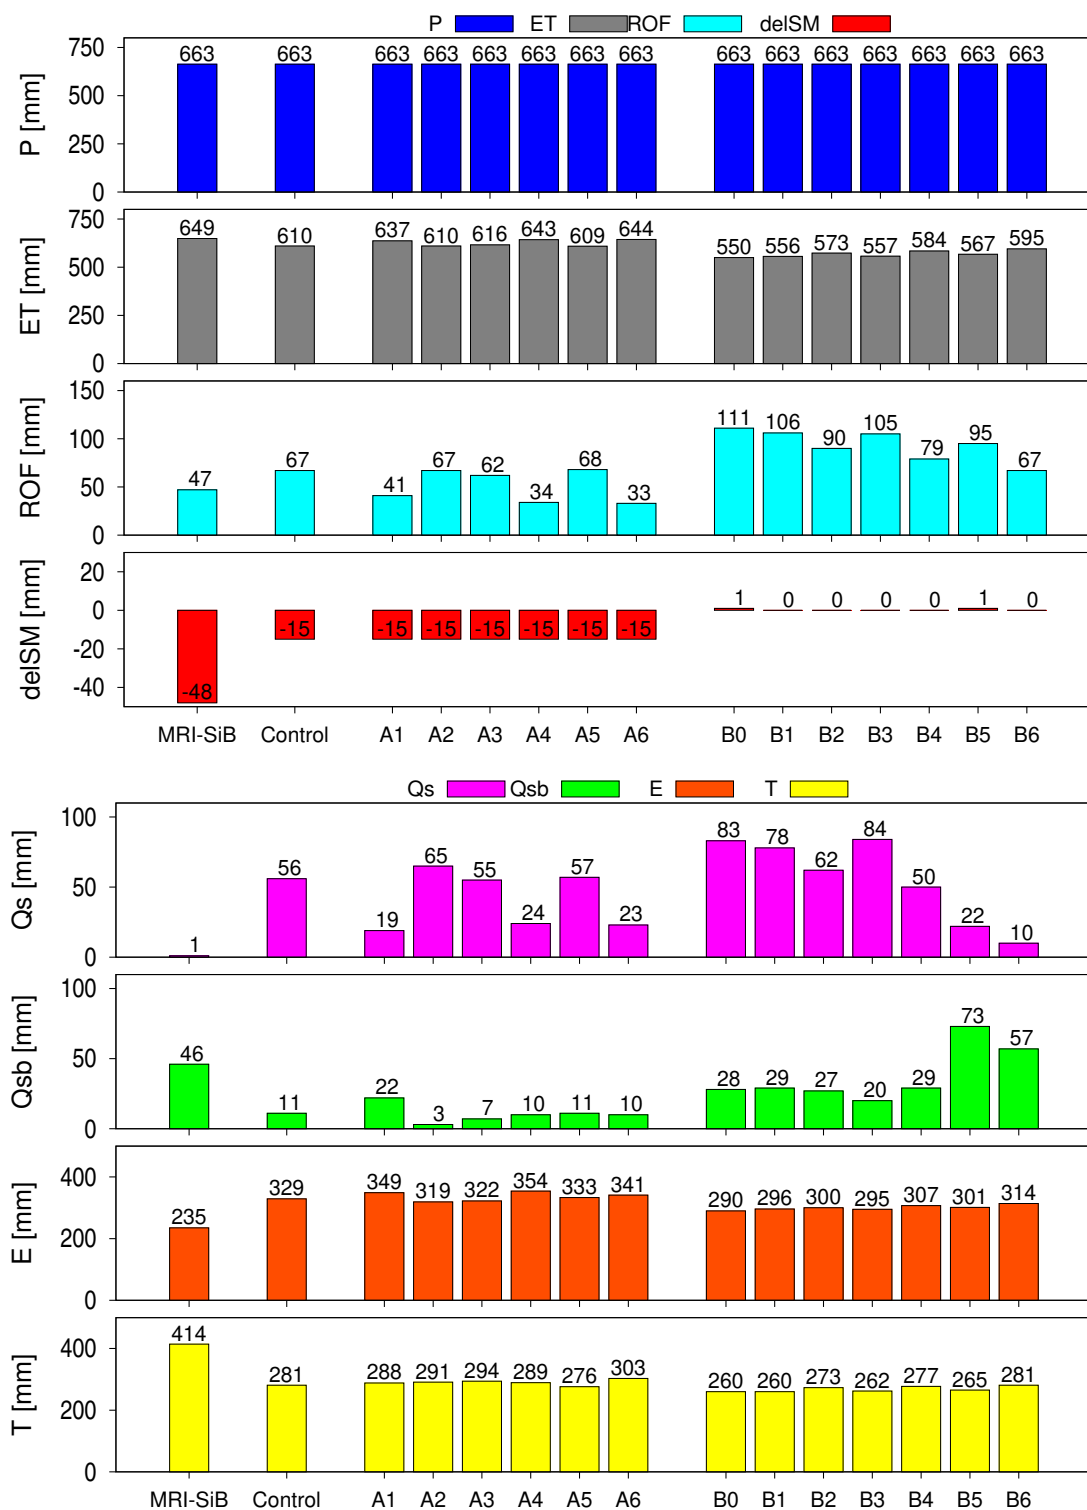 P ET ROF delSM
P [mm]
750
500
250
0
663 663 663 663 663 663 663 663 663 663 663 663 663 663 663
ET [mm]
750
500
250
0
649 610 637 610 616 643 609 644 550 556 573 557 584 567 595
ROF [mm]
150
100
50
0
47 67 41 67 62 34 68 33 111 106 90 105 79 95 67
delSM [mm]
20
0
-20
-40
-48 -15 -15 -15 -15 -15 -15 -15 1 0 0 0 0 1 0
MRI-SiB Control A1 A2 A3 A4 A5 A6 B0 B1 B2 B3 B4 B5 B6
Qs Qsb E T
Qs [mm]
100
50
0
1 56 19 65 55 24 57 23 83 78 62 84 50 22 10
Qsb [mm]
100
50
0
46 11 22 3 7 10 11 10 28 29 27 20 29 73 57
E [mm]
400
200
0
235 329 349 319 322 354 333 341 290 296 300 295 307 301 314
T [mm]
400
200
0
414 281 288 291 294 289 276 303 260 260 273 262 277 265 281
MRI-SiB Control A1 A2 A3 A4 A5 A6 B0 B1 B2 B3 B4 B5 B6